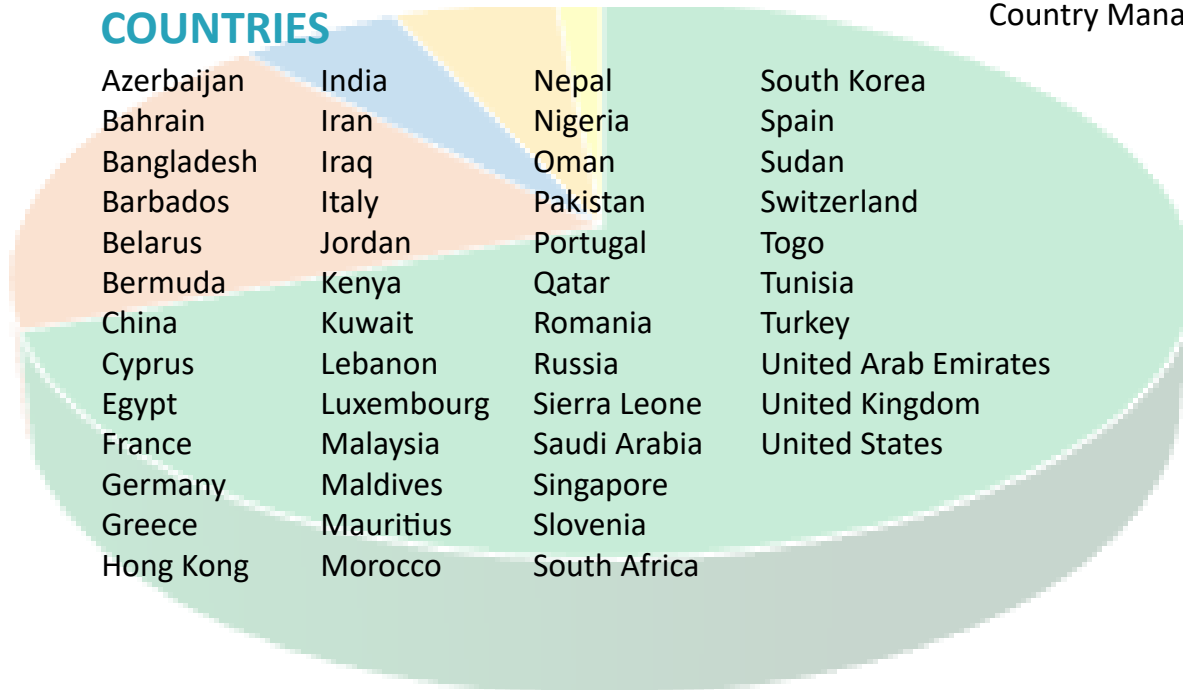 COUNTRIES
Country Mana
Azerbaijan
Bahrain
Bangladesh
Barbados
Belarus
Bermuda
China
Cyprus
Egypt
France
Germany
Greece
Hong Kong
India
Iran
Iraq
Italy
Jordan
Kenya
Kuwait
Lebanon
Luxembourg
Malaysia
Maldives
Mauritius
Morocco
Nepal
Nigeria
Oman
Pakistan
Portugal
Qatar
Romania
Russia
Sierra Leone
Saudi Arabia
Singapore
Slovenia
South Africa
South Korea
Spain
Sudan
Switzerland
Togo
Tunisia
Turkey
United Arab Emirates
United Kingdom
United States